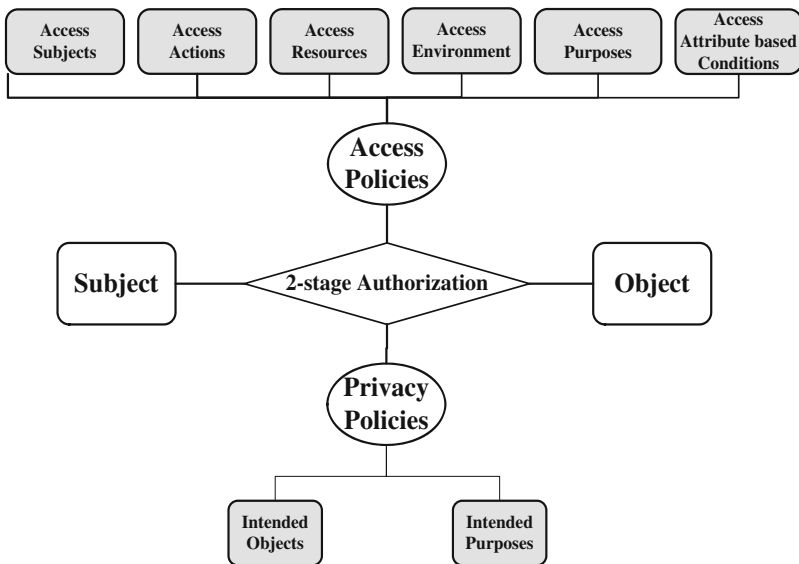 Access
Subjects
Access
Actions
Access
Resources
Access
Environment
Access
Purposes
Access
Attribute based
Conditions
Access
Policies
Subject
2-stage Authorization
Object
Privacy
Policies
Intended
Objects
Intended
Purposes